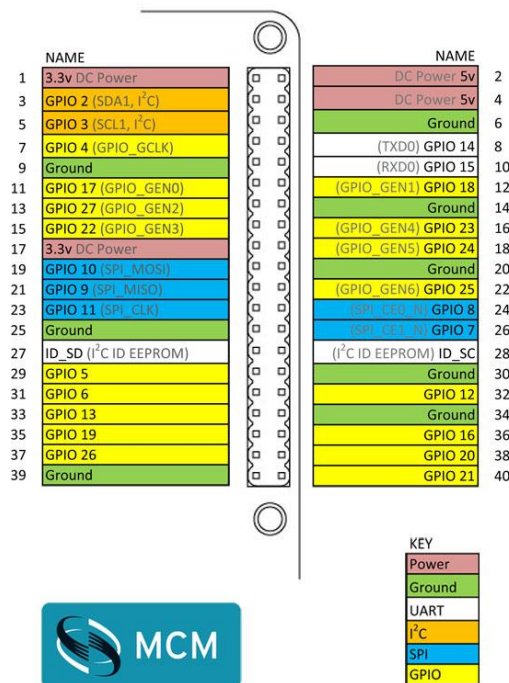 NAME NAME
1 3.3v DC Power DC Power 5v 2
3 GPIO 2 (SDA1, I²C) DC Power 5v 4
5 GPIO 3 (SCL1, I²C) Ground 6
7 GPIO 4 (GPIO_GCLK) (TXD0) GPIO 14 8
9 Ground (RXD0) GPIO 15 10
11 GPIO 17 (GPIO_GEN0) (GPIO_GEN1) GPIO 18 12
13 GPIO 27 (GPIO_GEN2) Ground 14
15 GPIO 22 (GPIO_GEN3) (GPIO_GEN4) GPIO 23 16
17 3.3v DC Power (GPIO_GEN5) GPIO 24 18
19 GPIO 10 (SPI_MOSI) Ground 20
21 GPIO 9 (SPI_MISO) (GPIO_GEN6) GPIO 25 22
23 GPIO 11 (SPI_CLK) (SPI_CE0_N) GPIO 8 24
25 Ground (SPI_CE1_N) GPIO 7 26
27 ID_SD (I²C ID EEPROM) (I²C ID EEPROM) ID_SC 28
29 GPIO 5 Ground 30
31 GPIO 6 GPIO 12 32
33 GPIO 13 Ground 34
35 GPIO 19 GPIO 16 36
37 GPIO 26 GPIO 20 38
39 Ground GPIO 21 40
KEY
Power
Ground
UART
I²C
SPI
GPIO
MCM